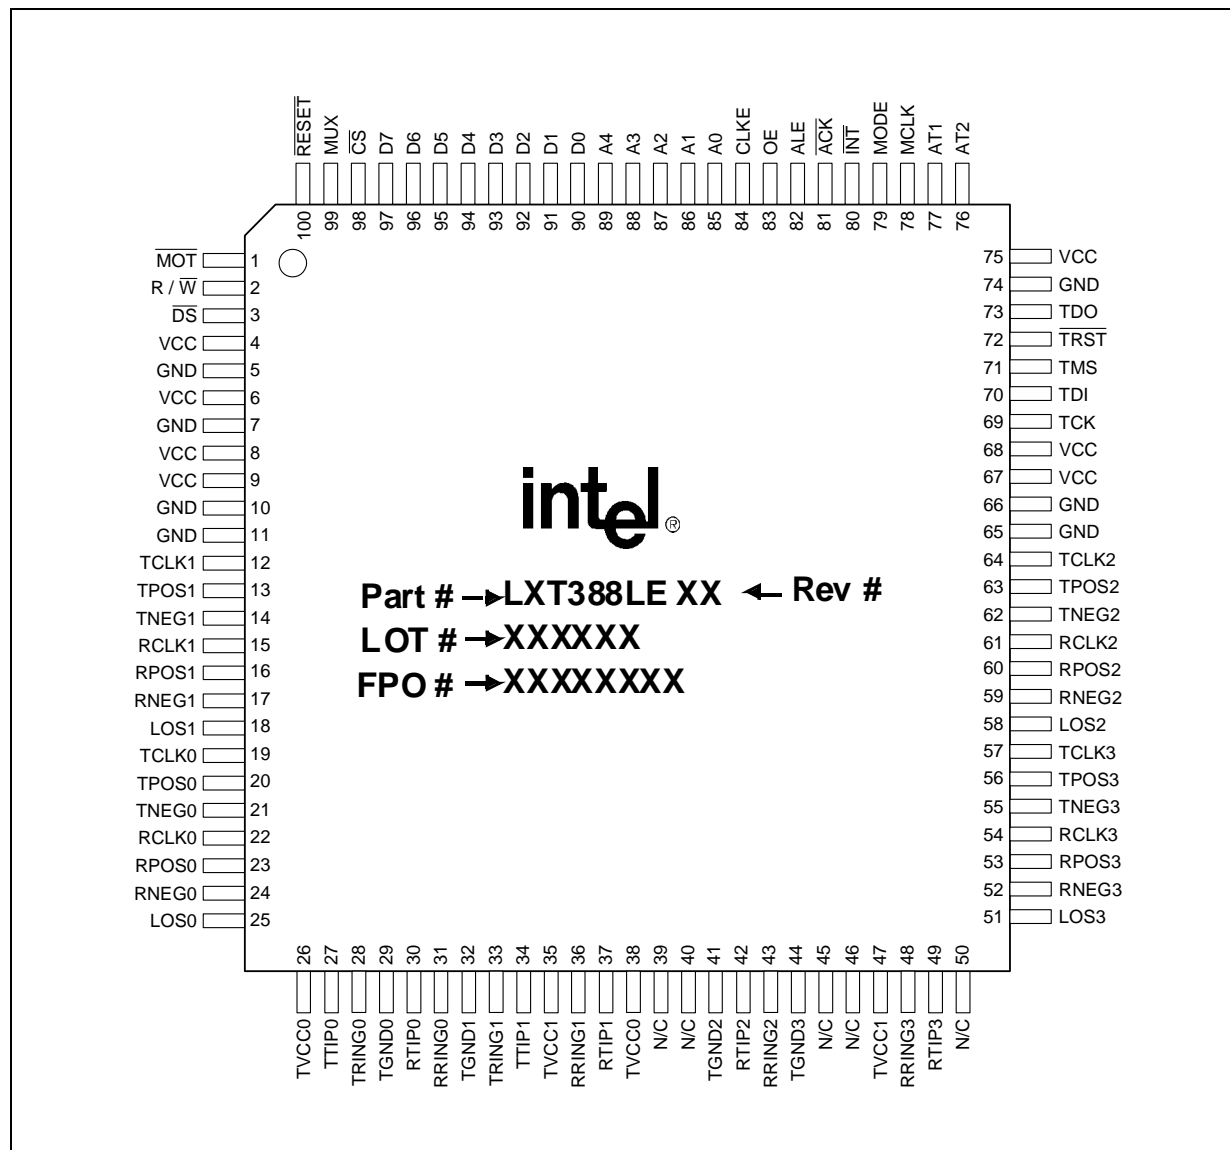 RESET MUX CS D7 D6 D5 D4 D3 D2 D1 D0 A4 A3 A2 A1 A0 CLKE OE ALE ACK INT MODE MCLK AT1 AT2
100 99 98 97 96 95 94 93 92 91 90 89 88 87 86 85 84 83 82 81 80 79 78 77 76
MOT 1
R / W 2
DS 3
VCC 4
GND 5
VCC 6
GND 7
VCC 8
VCC 9
GND 10
GND 11
TCLK1 12
TPOS1 13
TNEG1 14
RCLK1 15
RPOS1 16
RNEG1 17
LOS1 18
TCLK0 19
TPOS0 20
TNEG0 21
RCLK0 22
RPOS0 23
RNEG0 24
LOS0 25
intel®
Part # LXT388LE XX Rev #
LOT # XXXXXX
FPO # XXXXXXXX
75 VCC
74 GND
73 TDO
72 TRST
71 TMS
70 TDI
69 TCK
68 VCC
67 VCC
66 GND
65 GND
64 TCLK2
63 TPOS2
62 TNEG2
61 RCLK2
60 RPOS2
59 RNEG2
58 LOS2
57 TCLK3
56 TPOS3
55 TNEG3
54 RCLK3
53 RPOS3
52 RNEG3
51 LOS3
26 27 28 29 30 31 32 33 34 35 36 37 38 39 40 41 42 43 44 45 46 47 48 49 50
TVCC0 TTIP0 TRING0 TGND0 RTIP0 RRING0 TGND1 TRING1 TTIP1 TVCC1 RRING1 RTIP1 TVCC0 N/C N/C TGND2 RTIP2 RRING2 TGND3 N/C N/C TVCC1 RRING3 RTIP3 N/C